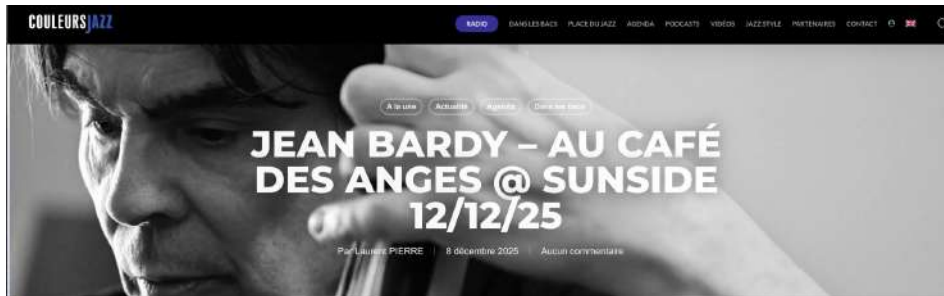 COULEURSJAZZ
RADIO DANS LES BACS PLACE DU JAZZ AGENDA PODCASTS VIDÉOS JAZZ STYLE PARTENAIRES CONTACT
A la une Actualité Agenda Dans les bacs
JEAN BARDY – AU CAFÉ
DES ANGES @ SUNSIDE
12/12/25
Par Laurent PIERRE | 8 décembre 2025 | Aucun commentaire